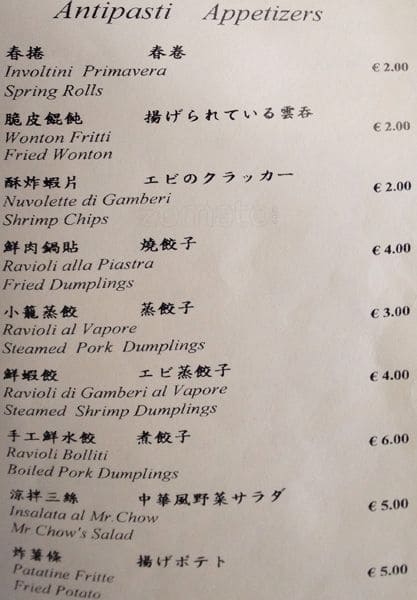 Antipasti Appetizers
春捲 春巻 € 2.00
Involtini Primavera
Spring Rolls
脆皮餛飩 揚げられている雲呑 € 2.00
Wonton Fritti
Fried Wonton
酥炸蝦片 エビのクラッカー € 2.00
Nuvolette di Gamberi
Shrimp Chips
鮮肉鍋貼 燒餃子 € 4.00
Ravioli alla Piastra
Fried Dumplings
小籠蒸餃 蒸餃子 € 3.00
Ravioli al Vapore
Steamed Pork Dumplings
鮮蝦餃 エビ蒸餃子 € 4.00
Ravioli di Gamberi al Vapore
Steamed Shrimp Dumplings
手工鮮水餃 煮餃子 € 6.00
Ravioli Bolliti
Boiled Pork Dumplings
涼拌三絲 中華風野菜サラダ € 5.00
Insalata al Mr.Chow
Mr Chow's Salad
炸薯條 揚げポテト € 5.00
Patatine Fritte
Fried Potato